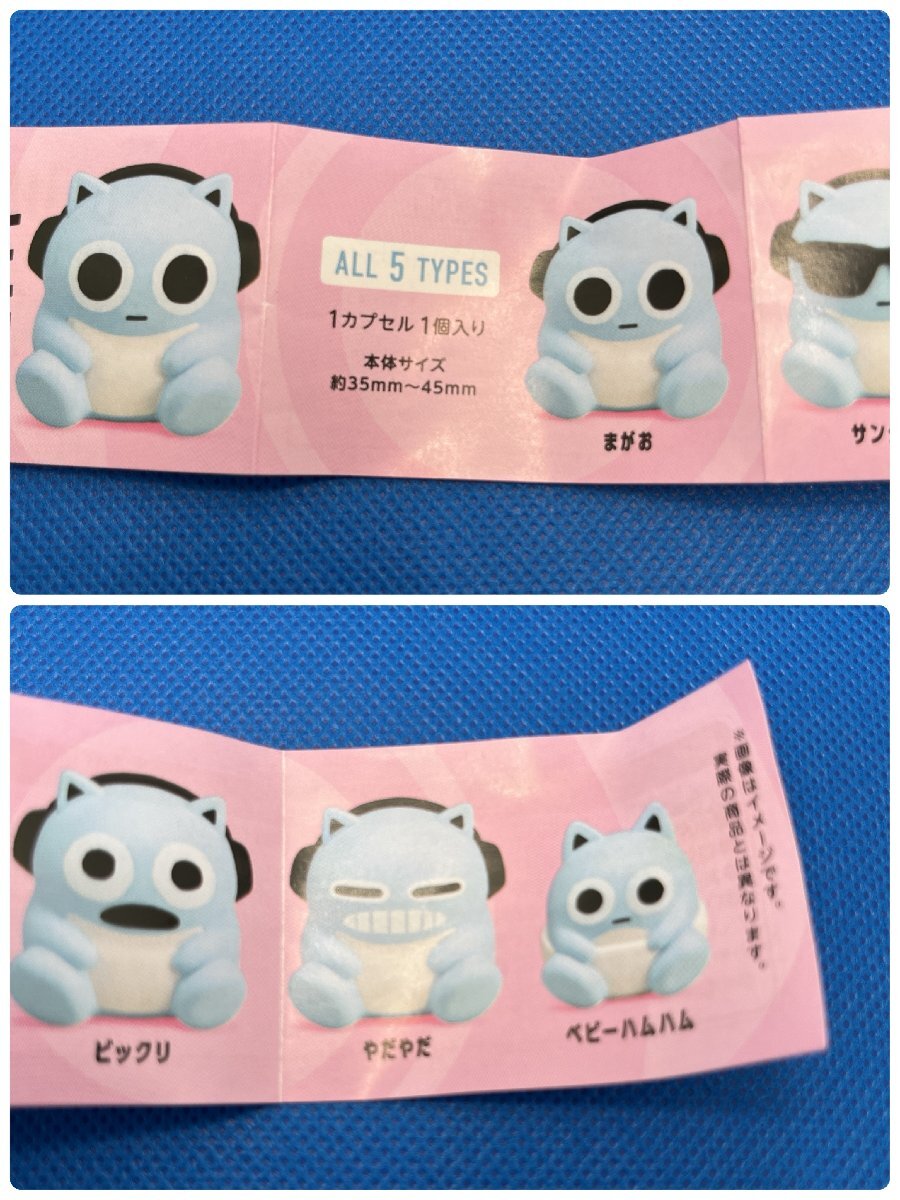 ALL 5 TYPES
1カプセル1個入り
本体サイズ
約35mm〜45mm
まがお
サン
ビックリ
やだやだ
ベビーハムハム
※画像はイメージです。
実際の商品とは異なります。